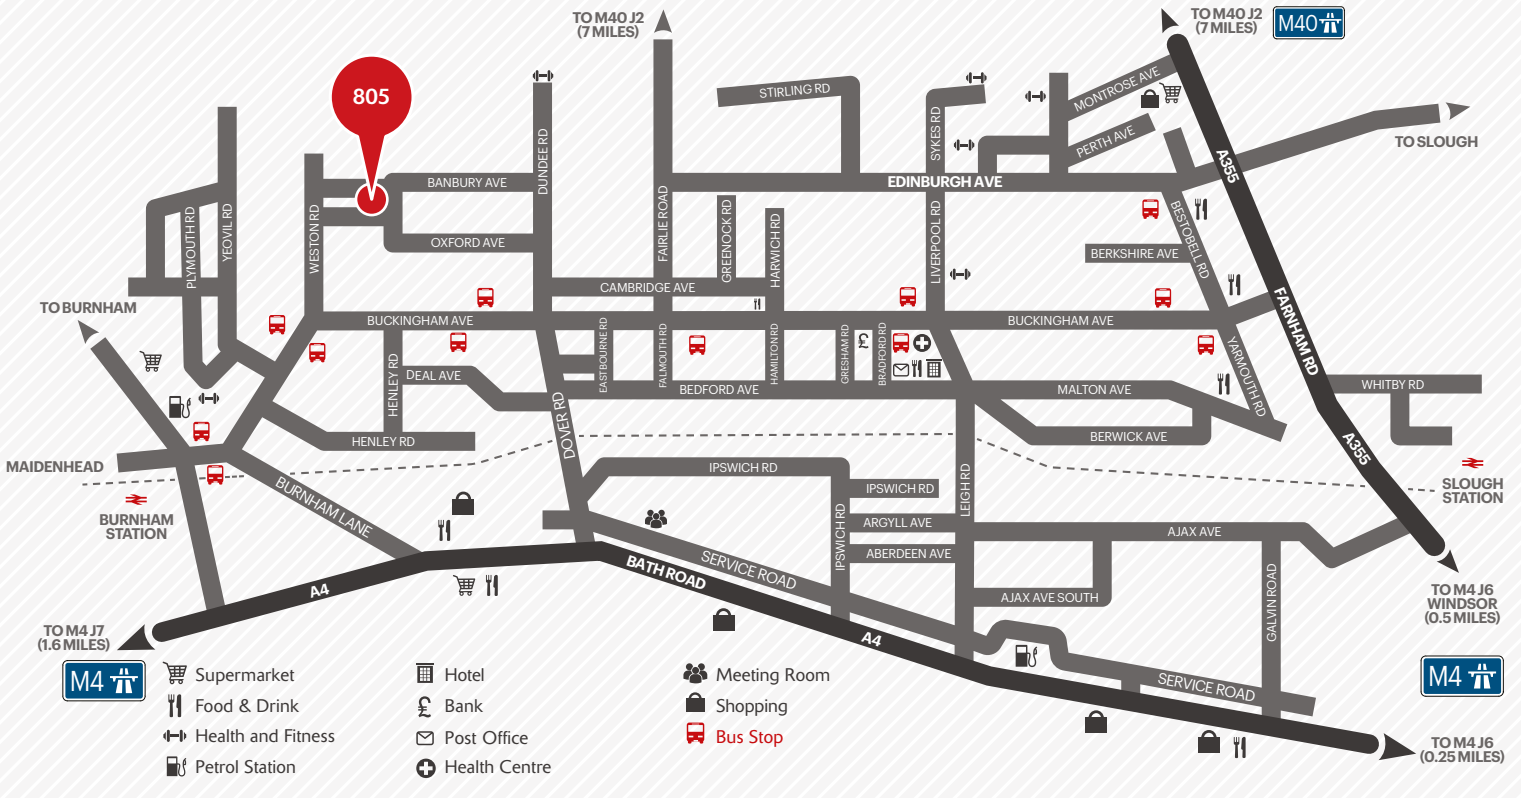 TO M40 J2
(7 MILES)
TO M40 J2
(7 MILES)
M40
805
STIRLING RD
MONTROSE AVE
PERTH AVE
SYKES RD
DUNDEE RD
A355
TO SLOUGH
BANBURY AVE
EDINBURGH AVE
PLYMOUTH RD
YEOVIL RD
WESTON RD
OXFORD AVE
FAIRLIE ROAD
GREENOCK RD
HARWICH RD
LIVERPOOL RD
BESTOBELL RD
BERKSHIRE AVE
CAMBRIDGE AVE
TO BURNHAM
BUCKINGHAM AVE
BUCKINGHAM AVE
FARNHAM RD
EASTBOURNE RD
FALMOUTH RD
HAMILTON RD
GRESHAM RD
BRADFORD RD
YARMOUTH RD
HENLEY RD
DEAL AVE
BEDFORD AVE
MALTON AVE
WHITBY RD
DOVER RD
HENLEY RD
BERWICK AVE
A355
MAIDENHEAD
BURNHAM
STATION
BURNHAM LANE
IPSWICH RD
IPSWICH RD
LEIGH RD
SLOUGH
STATION
IPSWICH RD
ARGYLL AVE
AJAX AVE
ABERDEEN AVE
SERVICE ROAD
BATH ROAD
A4
AJAX AVE SOUTH
GALVIN ROAD
TO M4 J6
WINDSOR
(0.5 MILES)
TO M4 J7
(1.6 MILES)
M4
A4
SERVICE ROAD
M4
TO M4 J6
(0.25 MILES)
Supermarket
Food & Drink
Health and Fitness
Petrol Station
Hotel
£ Bank
Post Office
Health Centre
Meeting Room
Shopping
Bus Stop
£